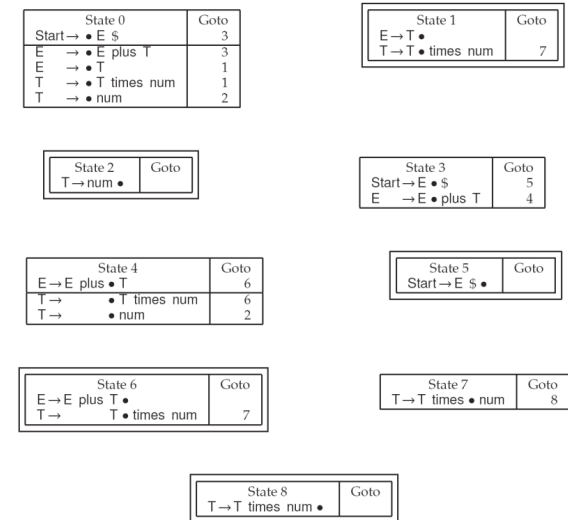 State 0 Goto
Start → • E $ 3
E → • E plus T 3
E → • T 1
T → • T times num 1
T → • num 2
State 1 Goto
E → T •
T → T • times num 7
State 2 Goto
T → num •
State 3 Goto
Start → E • $ 5
E → E • plus T 4
State 4 Goto
E → E plus • T 6
T → • T times num 6
T → • num 2
State 5 Goto
Start → E $ •
State 6 Goto
E → E plus T •
T → T • times num 7
State 7 Goto
T → T times • num 8
State 8 Goto
T → T times num •